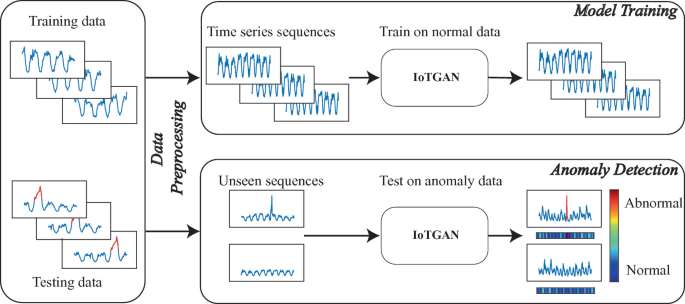 Training data
Testing data
Data
Preprocessing
Model Training
Time series sequences
Train on normal data
IoTGAN
Anomaly Detection
Unseen sequences
Test on anomaly data
IoTGAN
Abnormal
Normal